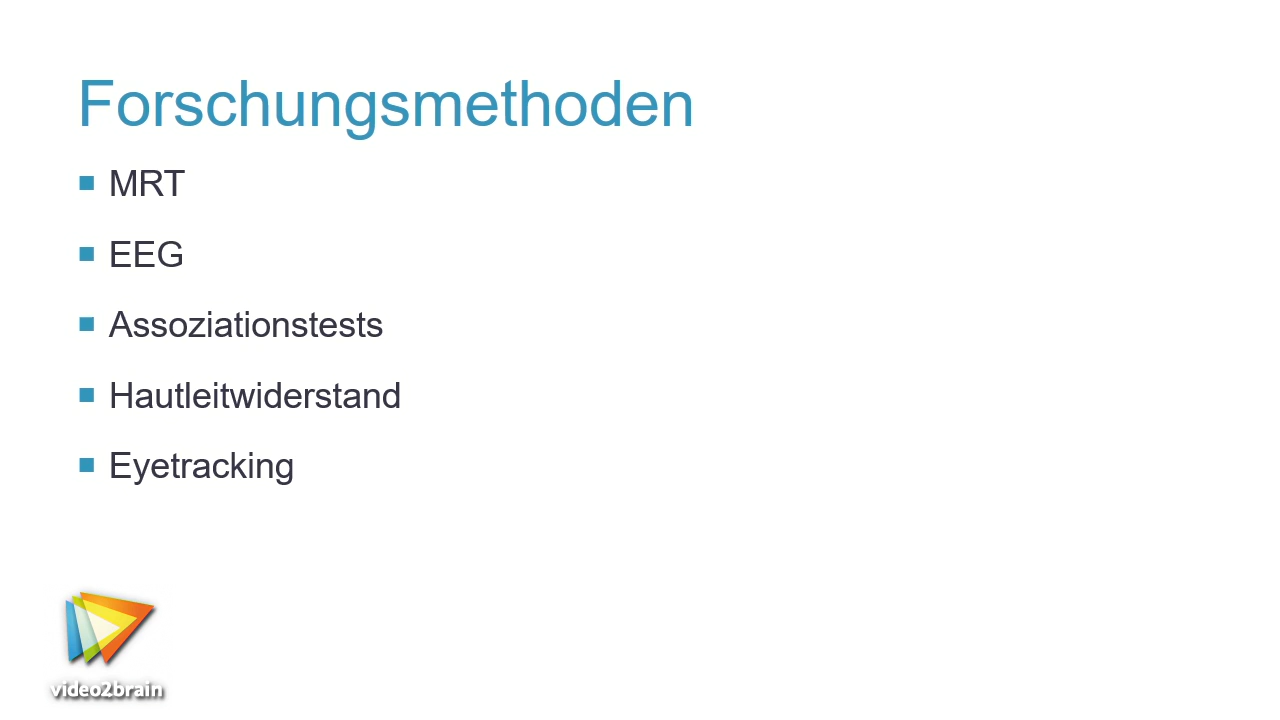 Forschungsmethoden
MRT
EEG
Assoziationstests
Hautleitwiderstand
Eyetracking
video2brain